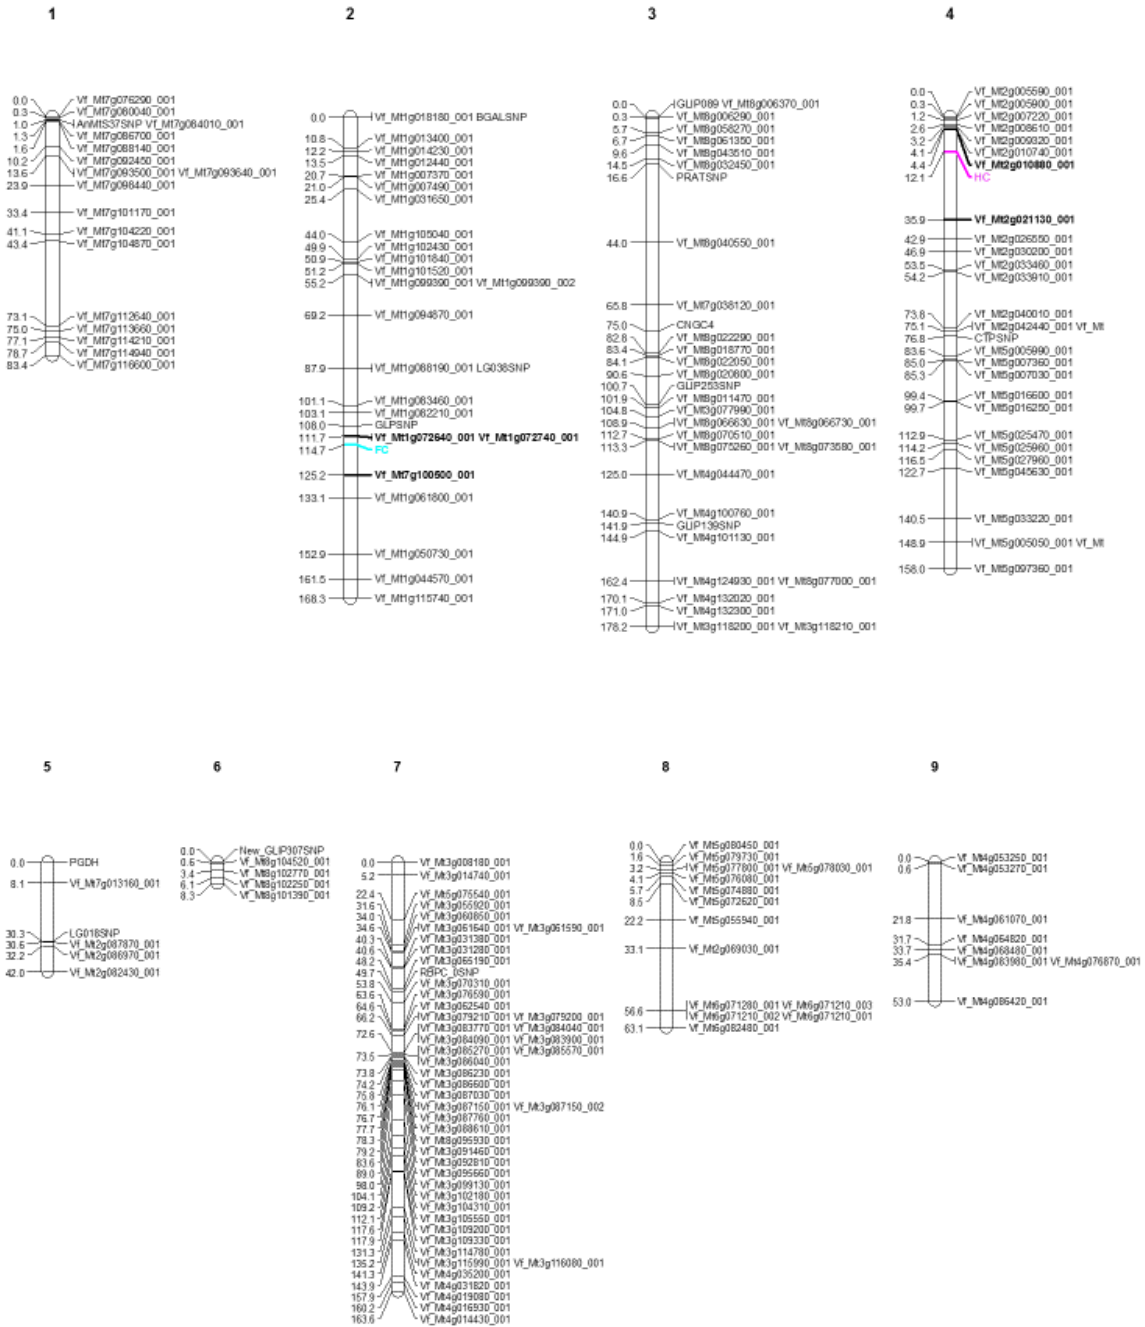 1
0.0 Vf_Mt7g076290_001
0.3 Vf_Mt7g080040_001
1.0 AnMtS37SNP Vf_Mt7g084010_001
1.3 Vf_Mt7g086700_001
1.6 Vf_Mt7g088140_001
10.2 Vf_Mt7g092450_001
13.6 Vf_Mt7g093500_001 Vf_Mt7g093640_001
23.9 Vf_Mt7g098440_001
33.4 Vf_Mt7g101170_001
41.1 Vf_Mt7g104220_001
43.4 Vf_Mt7g104870_001
73.1 Vf_Mt7g112640_001
75.0 Vf_Mt7g113660_001
77.1 Vf_Mt7g114210_001
78.7 Vf_Mt7g114940_001
83.4 Vf_Mt7g116600_001
2
0.0 Vf_Mt1g018180_001 BGALSNP
10.8 Vf_Mt1g013400_001
12.2 Vf_Mt1g014230_001
13.5 Vf_Mt1g012440_001
20.7 Vf_Mt1g007370_001
21.0 Vf_Mt1g007490_001
25.4 Vf_Mt1g031650_001
44.0 Vf_Mt1g105040_001
49.9 Vf_Mt1g102430_001
50.9 Vf_Mt1g101840_001
51.2 Vf_Mt1g101520_001
55.2 Vf_Mt1g099390_001 Vf_Mt1g099390_002
69.2 Vf_Mt1g094870_001
87.9 Vf_Mt1g088190_001 LG038SNP
101.1 Vf_Mt1g083460_001
103.1 Vf_Mt1g082210_001
108.0 GLPSNP
111.7 Vf_Mt1g072640_001 Vf_Mt1g072740_001
114.7 FC
125.2 Vf_Mt7g100500_001
133.1 Vf_Mt1g061800_001
152.9 Vf_Mt1g050730_001
161.5 Vf_Mt1g044570_001
168.3 Vf_Mt1g115740_001
3
0.0 GLIP089 Vf_Mt8g006370_001
0.3 Vf_Mt8g006290_001
5.7 Vf_Mt8g058270_001
6.7 Vf_Mt8g061350_001
9.6 Vf_Mt8g043510_001
14.5 Vf_Mt8g032450_001
16.6 PRATSNP
44.0 Vf_Mt8g040550_001
65.8 Vf_Mt7g038120_001
75.0 CNGC4
82.8 Vf_Mt8g022290_001
83.4 Vf_Mt8g018770_001
84.1 Vf_Mt8g022050_001
90.6 Vf_Mt8g020800_001
100.7 GLIP253SNP
101.9 Vf_Mt8g011470_001
104.8 Vf_Mt3g077990_001
108.9 Vf_Mt8g066630_001 Vf_Mt8g066730_001
112.7 Vf_Mt8g070510_001
113.3 Vf_Mt8g075260_001 Vf_Mt8g073580_001
125.0 Vf_Mt4g044470_001
140.9 Vf_Mt4g100760_001
141.9 GLIP139SNP
144.9 Vf_Mt4g101130_001
162.4 Vf_Mt4g124930_001 Vf_Mt8g077000_001
170.1 Vf_Mt4g132020_001
171.0 Vf_Mt4g132300_001
178.2 Vf_Mt3g118200_001 Vf_Mt3g118210_001
4
0.0 Vf_Mt2g005590_001
0.3 Vf_Mt2g005900_001
1.2 Vf_Mt2g007220_001
2.6 Vf_Mt2g008610_001
3.2 Vf_Mt2g009320_001
4.1 Vf_Mt2g010740_001
4.4 Vf_Mt2g010880_001
12.1 HC
35.9 Vf_Mt2g021130_001
42.9 Vf_Mt2g026550_001
46.9 Vf_Mt2g030200_001
53.5 Vf_Mt2g033460_001
54.2 Vf_Mt2g033910_001
73.8 Vf_Mt2g040010_001
75.1 Vf_Mt2g042440_001 Vf_Mt
76.8 CTPSNP
83.6 Vf_Mt5g005990_001
85.0 Vf_Mt5g007360_001
85.3 Vf_Mt5g007030_001
99.4 Vf_Mt5g016600_001
99.7 Vf_Mt5g016250_001
112.9 Vf_Mt5g025470_001
114.2 Vf_Mt5g025960_001
116.5 Vf_Mt5g027960_001
122.7 Vf_Mt5g045630_001
140.5 Vf_Mt5g033220_001
148.9 Vf_Mt5g005050_001 Vf_Mt
158.0 Vf_Mt5g097360_001
5
0.0 PGDH
8.1 Vf_Mt7g013160_001
30.3 LG018SNP
30.6 Vf_Mt2g087870_001
32.2 Vf_Mt2g086970_001
42.0 Vf_Mt2g082430_001
6
0.0 New_GLIP307SNP
0.6 Vf_Mt8g104520_001
3.4 Vf_Mt8g102770_001
6.1 Vf_Mt8g102250_001
8.3 Vf_Mt8g101390_001
7
0.0 Vf_Mt3g008180_001
5.2 Vf_Mt3g014740_001
22.4 Vf_Mt5g075540_001
31.6 Vf_Mt3g055920_001
34.0 Vf_Mt3g060850_001
34.6 Vf_Mt3g061640_001 Vf_Mt3g061590_001
40.3 Vf_Mt3g031380_001
40.6 Vf_Mt3g031280_001
48.2 Vf_Mt3g065190_001
49.7 RBPC_0SNP
53.8 Vf_Mt3g070310_001
63.6 Vf_Mt3g076590_001
64.6 Vf_Mt3g062540_001
66.2 Vf_Mt3g079210_001 Vf_Mt3g079200_001
Vf_Mt3g083770_001 Vf_Mt3g084040_001
72.6 Vf_Mt3g084090_001 Vf_Mt3g083900_001
Vf_Mt3g085270_001 Vf_Mt3g085570_001
73.5 Vf_Mt3g086040_001
73.8 Vf_Mt3g086230_001
74.2 Vf_Mt3g086600_001
75.8 Vf_Mt3g087030_001
76.1 Vf_Mt3g087150_001 Vf_Mt3g087150_002
76.7 Vf_Mt3g087760_001
77.7 Vf_Mt3g088610_001
78.3 Vf_Mt8g095930_001
79.2 Vf_Mt3g091460_001
83.6 Vf_Mt3g092810_001
89.0 Vf_Mt3g095660_001
98.0 Vf_Mt3g099130_001
104.1 Vf_Mt3g102180_001
109.2 Vf_Mt3g104310_001
112.1 Vf_Mt3g105550_001
117.6 Vf_Mt3g109200_001
117.9 Vf_Mt3g109330_001
131.3 Vf_Mt3g114780_001
135.2 Vf_Mt3g115990_001 Vf_Mt3g116080_001
141.3 Vf_Mt4g035200_001
143.9 Vf_Mt4g031820_001
157.9 Vf_Mt4g019080_001
160.2 Vf_Mt4g016930_001
163.6 Vf_Mt4g014430_001
8
0.0 Vf_Mt5g080450_001
1.6 Vf_Mt5g079730_001
3.2 Vf_Mt5g077800_001 Vf_Mt5g078030_001
4.1 Vf_Mt5g076080_001
5.7 Vf_Mt5g074880_001
8.5 Vf_Mt5g072620_001
22.2 Vf_Mt5g055940_001
33.1 Vf_Mt2g069030_001
Vf_Mt6g071280_001 Vf_Mt6g071210_003
56.6 Vf_Mt6g071210_002 Vf_Mt6g071210_001
63.1 Vf_Mt6g082480_001
9
0.0 Vf_Mt4g053250_001
0.6 Vf_Mt4g053270_001
21.8 Vf_Mt4g061070_001
31.7 Vf_Mt4g064820_001
33.7 Vf_Mt4g068480_001
35.4 Vf_Mt4g083980_001 Vf_Mt4g076870_001
53.0 Vf_Mt4g086420_001